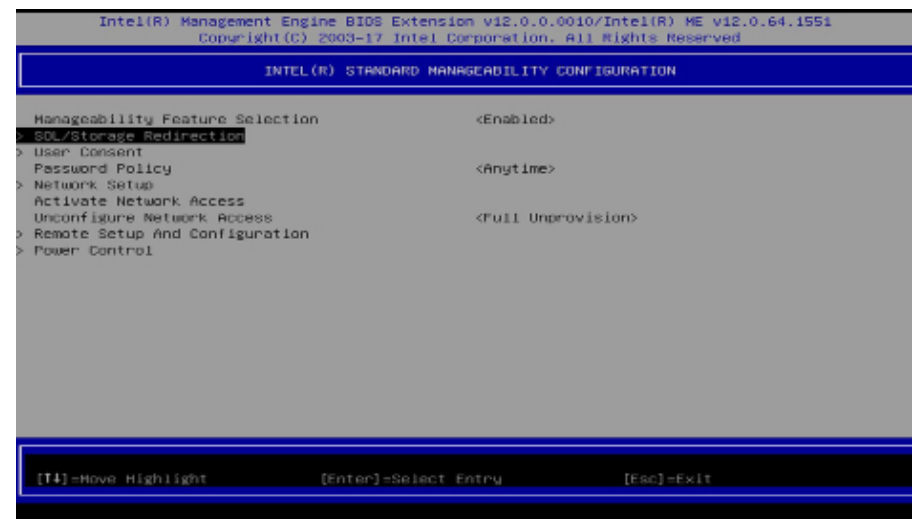 Intel(R) Management Engine BIOS Extension v12.0.0.0010/Intel(R) ME v12.0.64.1551
Copyright(C) 2003-17 Intel Corporation. All Rights Reserved
INTEL(R) STANDARD MANAGEABILITY CONFIGURATION
Manageability Feature Selection <Enabled>
> SOL/Storage Redirection
> User Consent
Password Policy <Anytime>
> Network Setup
Activate Network Access
Unconfigure Network Access <Full Unprovision>
> Remote Setup And Configuration
> Power Control
[↑↓]=Move Highlight [Enter]=Select Entry [Esc]=Exit